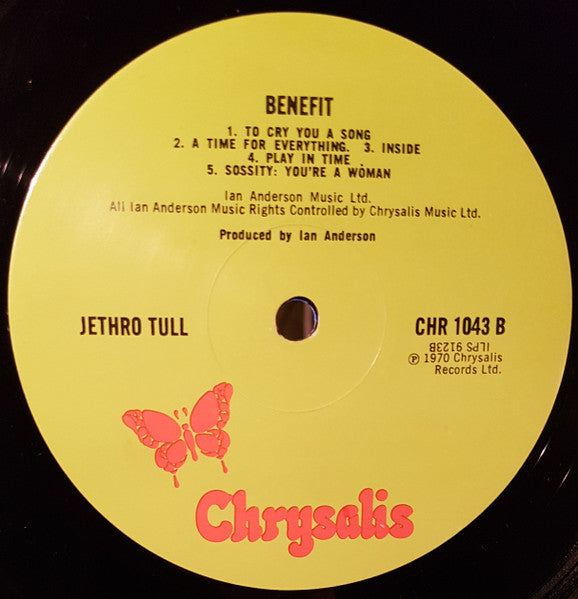 BENEFIT
1. TO CRY YOU A SONG
2. A TIME FOR EVERYTHING. 3. INSIDE
4. PLAY IN TIME
5. SOSSITY: YOU'RE A WOMAN
Ian Anderson Music Ltd.
All Ian Anderson Music Rights Controlled by Chrysalis Music Ltd.
Produced by Ian Anderson
JETHRO TULL
CHR 1043 B
ILPS 9123B
℗ 1970 Chrysalis
Records Ltd.
Chrysalis